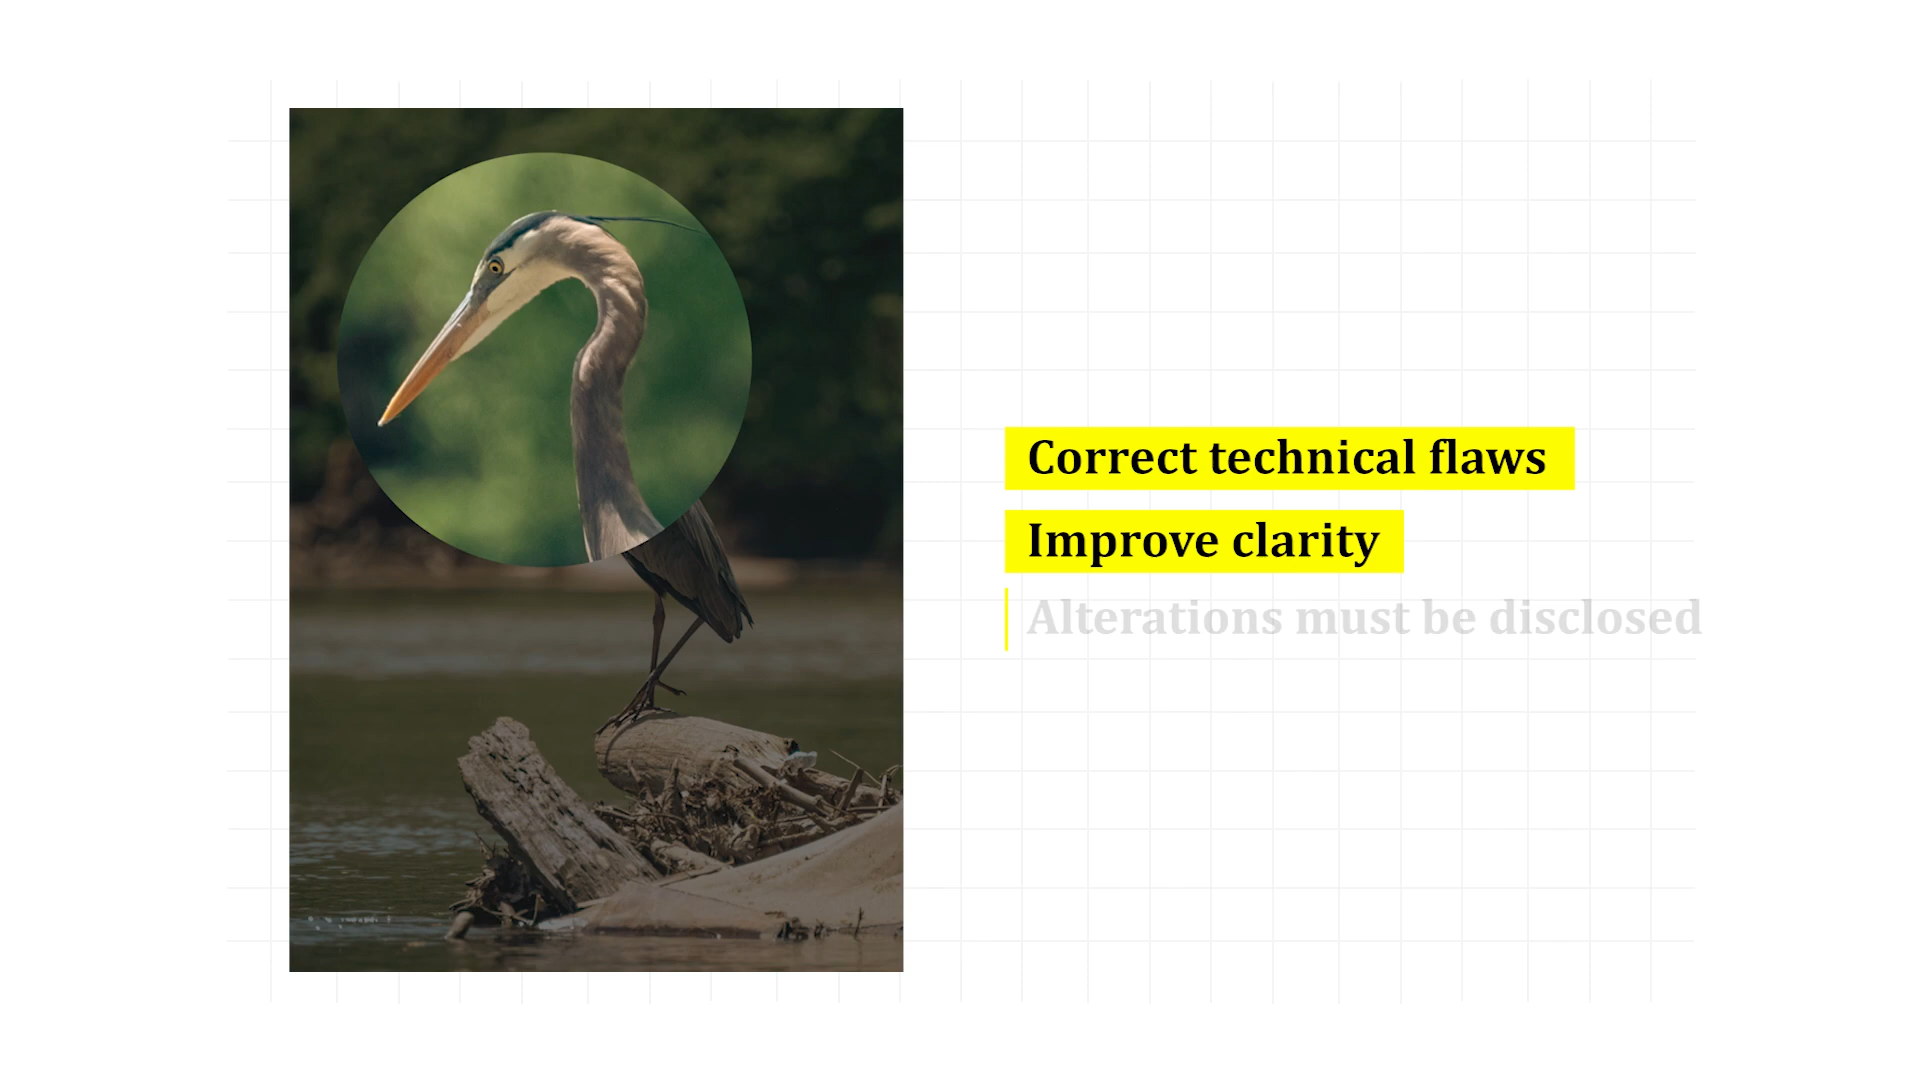 Correct technical flaws
Improve clarity
Alterations must be disclosed